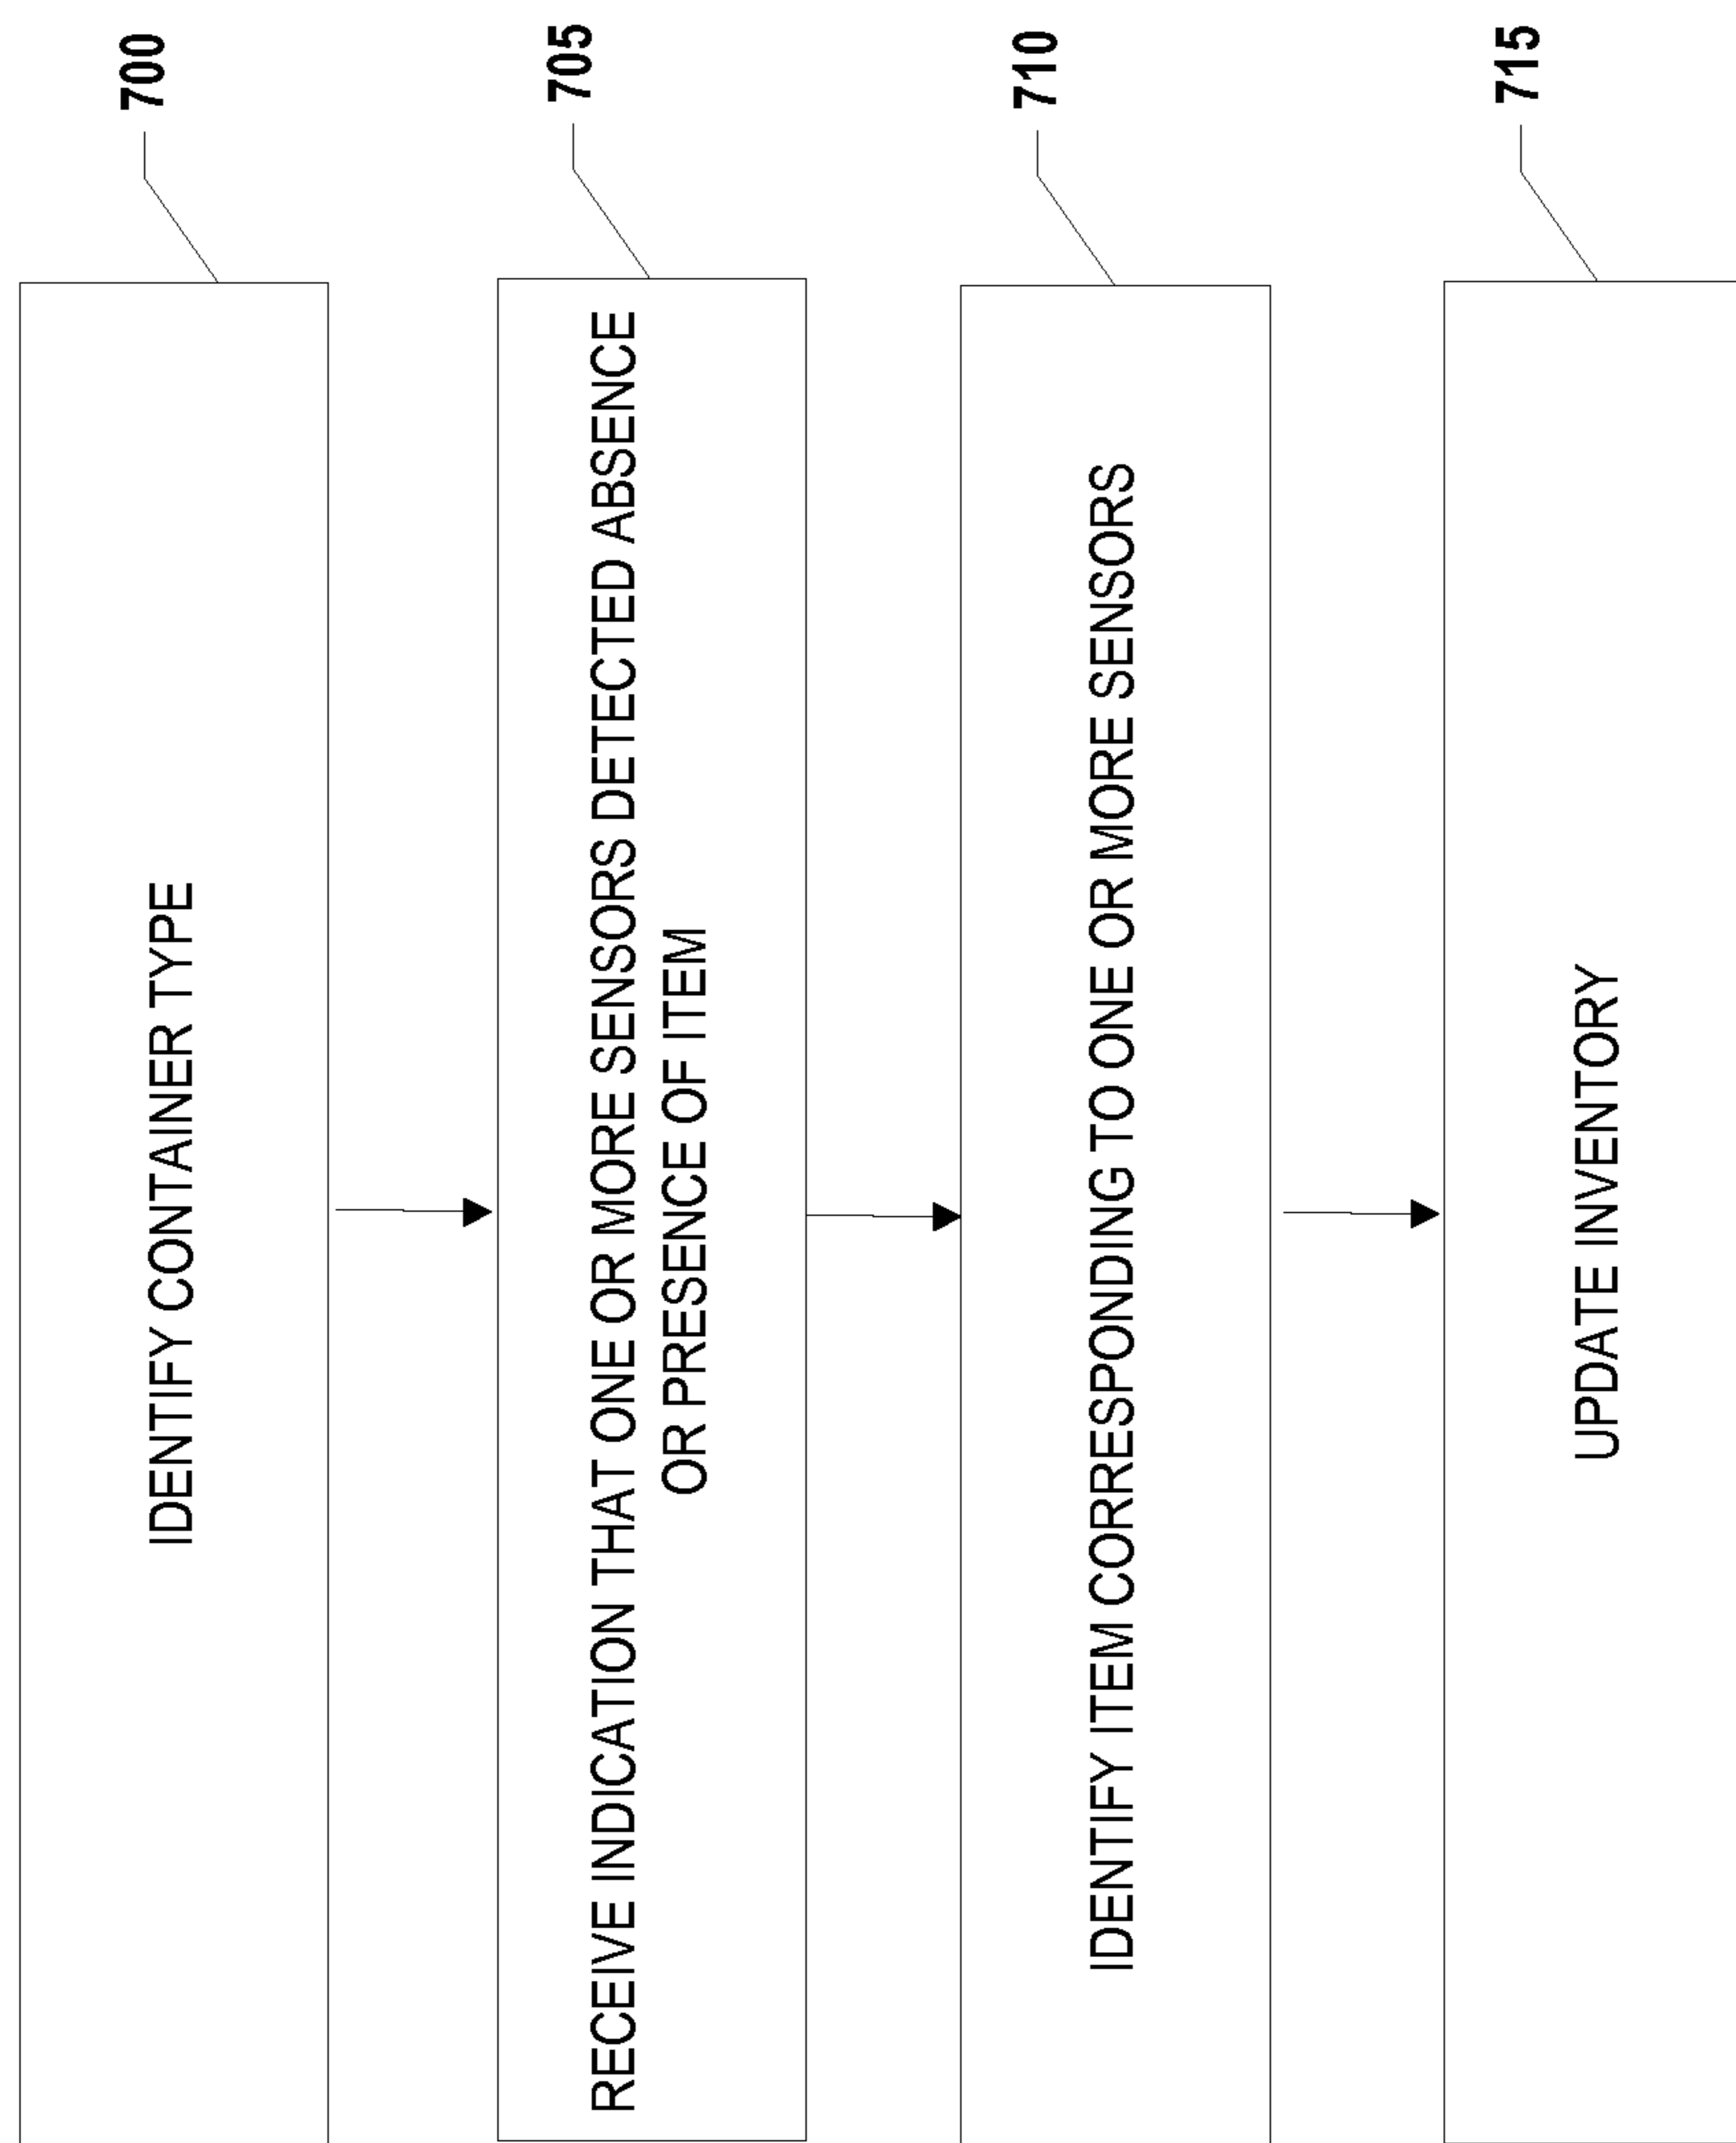 700
IDENTIFY CONTAINER TYPE
705
RECEIVE INDICATION THAT ONE OR MORE SENSORS DETECTED ABSENCE
OR PRESENCE OF ITEM
710
IDENTIFY ITEM CORRESPONDING TO ONE OR MORE SENSORS
715
UPDATE INVENTORY